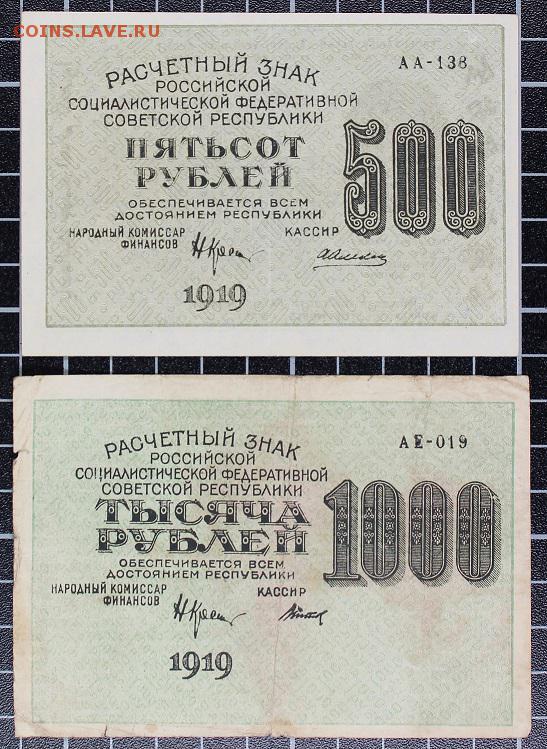 COINS.LAVE.RU
АА-138
РАСЧЕТНЫЙ ЗНАК
РОССИЙСКОЙ
СОЦИАЛИСТИЧЕСКОЙ ФЕДЕРАТИВНОЙ
СОВЕТСКОЙ РЕСПУБЛИКИ
ПЯТЬСОТ
РУБЛЕЙ
500
ОБЕСПЕЧИВАЕТСЯ ВСЕМ
ДОСТОЯНИЕМ РЕСПУБЛИКИ
НАРОДНЫЙ КОМИССАР
ФИНАНСОВ
КАССИР
1919
АЕ-019
РАСЧЕТНЫЙ ЗНАК
РОССИЙСКОЙ
СОЦИАЛИСТИЧЕСКОЙ ФЕДЕРАТИВНОЙ
СОВЕТСКОЙ РЕСПУБЛИКИ
ТЫСЯЧА
РУБЛЕЙ
1000
ОБЕСПЕЧИВАЕТСЯ ВСЕМ
ДОСТОЯНИЕМ РЕСПУБЛИКИ
НАРОДНЫЙ КОМИССАР
ФИНАНСОВ
КАССИР
1919